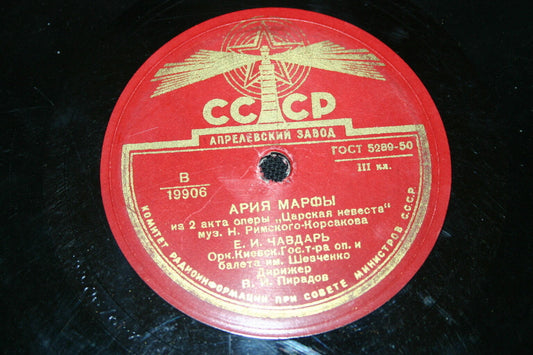 СССР
АПРЕЛЕВСКИЙ ЗАВОД
ГОСТ 5289-50
В
19906
III кл.
АРИЯ МАРФЫ
из 2 акта оперы „Царская невеста“
муз. Н. Римского-Корсакова
Е. И. ЧАВДАРЬ
Орк. Киевск. Гос. т-ра оп. и
балета им. Шевченко
Дирижер
В. И. Пирадов
КОМИТЕТ РАДИОИНФОРМАЦИИ ПРИ СОВЕТЕ МИНИСТРОВ СССР.